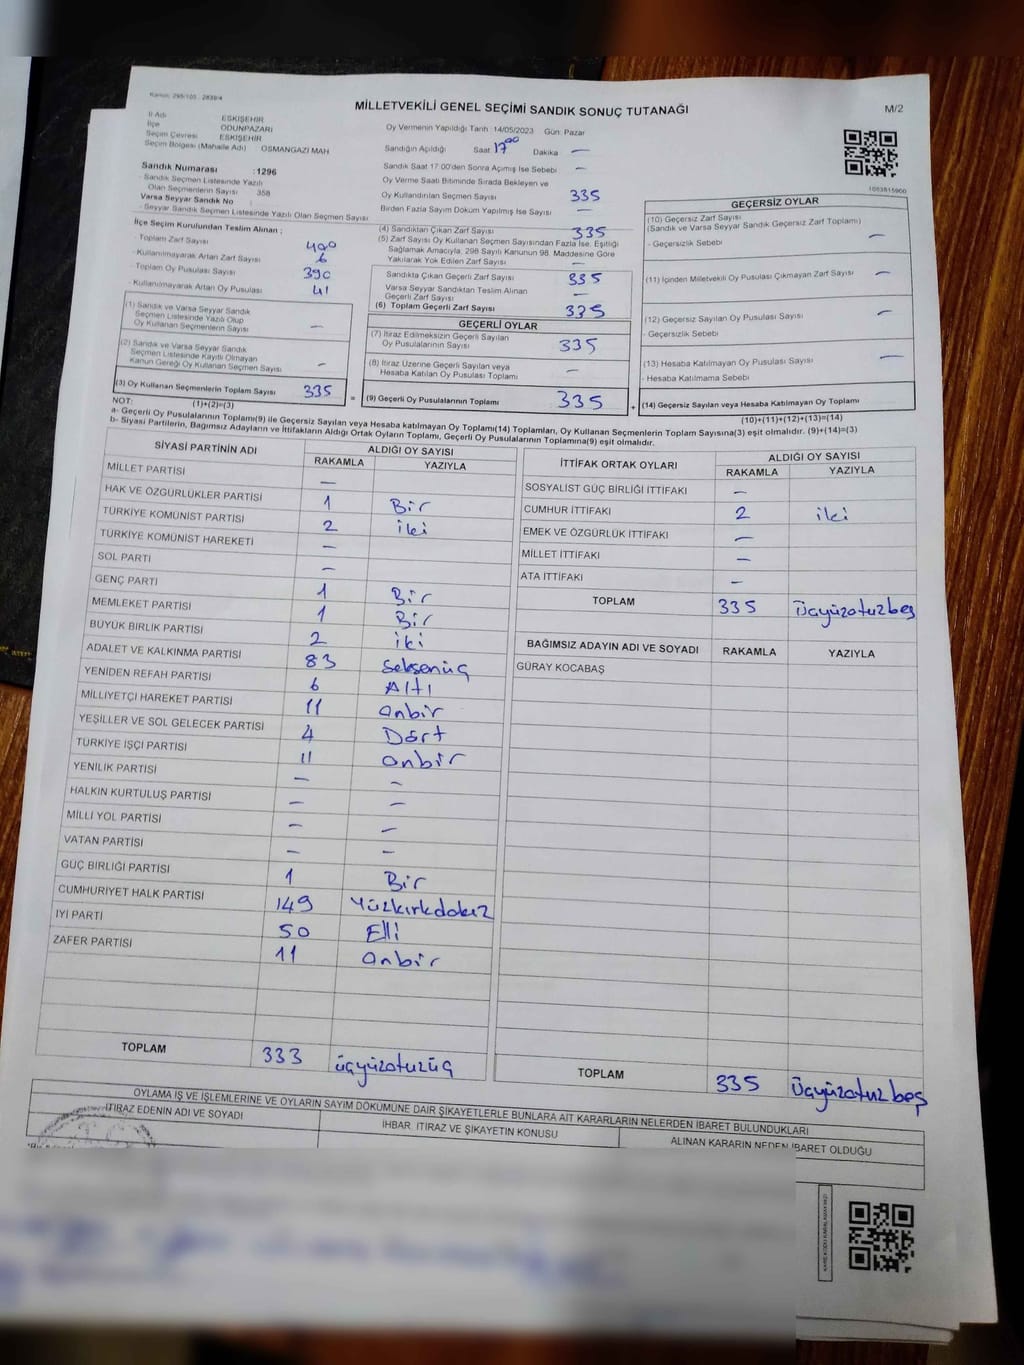 Kanun: 298/105 - 2839/4
MİLLETVEKİLİ GENEL SEÇİMİ SANDIK SONUÇ TUTANAĞI
M/2
İl Adı ESKİŞEHİR
İlçe ODUNPAZARI
Seçim Çevresi ESKİŞEHİR
Seçim Bölgesi (Mahalle Adı) OSMANGAZİ MAH
Sandık Numarası :1296
- Sandık Seçmen Listesinde Yazılı
Olan Seçmenlerin Sayısı 358
Varsa Seyyar Sandık No :
- Seyyar Sandık Seçmen Listesinde Yazılı Olan Seçmen Sayısı
Oy Vermenin Yapıldığı Tarih 14/05/2023 Gün: Pazar
Sandığın Açıldığı Saat 17⁰⁰ Dakika —
Sandık Saat 17:00'den Sonra Açımış İse Sebebi —
Oy Verme Saati Bitiminde Sırada Bekleyen ve
Oy Kullandırılan Seçmen Sayısı 335
Birden Fazla Sayım Döküm Yapılmış İse Sayısı —
1083815900
İlçe Seçim Kurulundan Teslim Alınan ;
- Toplam Zarf Sayısı 400
- Kullanılmayarak Artan Zarf Sayısı 6
- Toplam Oy Pusulası Sayısı 390
- Kullanılmayarak Artan Oy Pusulası 41
(1) Sandık ve Varsa Seyyar Sandık
Seçmen Listesinde Yazılı Olup
Oy Kullanan Seçmenlerin Sayısı —
(2) Sandık ve Varsa Seyyar Sandık
Seçmen Listesinde Kayıtlı Olmayan
Kanun Gereği Oy Kullanan Seçmen Sayısı —
(3) Oy Kullanan Seçmenlerin Toplam Sayısı 335 =
(1)+(2)=(3)
(4) Sandıktan Çıkan Zarf Sayısı 335
(5) Zarf Sayısı Oy Kullanan Seçmen Sayısından Fazla İse, Eşitliği
Sağlamak Amacıyla, 298 Sayılı Kanunun 98. Maddesine Göre
Yakılarak Yok Edilen Zarf Sayısı —
Sandıkta Çıkan Geçerli Zarf Sayısı 335
Varsa Seyyar Sandıktan Teslim Alınan
Geçerli Zarf Sayısı —
(6) Toplam Geçerli Zarf Sayısı 335
GEÇERLİ OYLAR
(7) İtiraz Edilmeksizin Geçerli Sayılan
Oy Pusulalarının Sayısı 335
(8) İtiraz Üzerine Geçerli Sayılan veya
Hesaba Katılan Oy Pusulası Toplamı —
(9) Geçerli Oy Pusulalarının Toplamı 335 +
GEÇERSİZ OYLAR
(10) Geçersiz Zarf Sayısı
(Sandık ve Varsa Seyyar Sandık Geçersiz Zarf Toplamı) —
- Geçersizlik Sebebi
(11) İçinden Milletvekili Oy Pusulası Çıkmayan Zarf Sayısı —
(12) Geçersiz Sayılan Oy Pusulası Sayısı —
- Geçersizlik Sebebi
(13) Hesaba Katılmayan Oy Pusulası Sayısı —
- Hesaba Katılmama Sebebi
(14) Geçersiz Sayılan veya Hesaba Katılmayan Oy Toplamı
(10)+(11)+(12)+(13)=(14)
NOT:
a- Geçerli Oy Pusulalarının Toplamı(9) ile Geçersiz Sayılan veya Hesaba katılmayan Oy Toplamı(14) Toplamları, Oy Kullanan Seçmenlerin Toplam Sayısına(3) eşit olmalıdır. (9)+(14)=(3)
b- Siyasi Partilerin, Bağımsız Adayların ve İttifakların Aldığı Ortak Oyların Toplamı, Geçerli Oy Pusulalarının Toplamına(9) eşit olmalıdır.
SİYASİ PARTİNİN ADI ALDIĞI OY SAYISI
RAKAMLA YAZIYLA
MİLLET PARTİSİ —
HAK VE ÖZGÜRLÜKLER PARTİSİ 1 Bir
TÜRKİYE KOMÜNİST PARTİSİ 2 iki
TÜRKİYE KOMÜNİST HAREKETİ —
SOL PARTİ —
GENÇ PARTİ 1 Bir
MEMLEKET PARTİSİ 1 Bir
BÜYÜK BİRLİK PARTİSİ 2 iki
ADALET VE KALKINMA PARTİSİ 83 Seksenüç
YENİDEN REFAH PARTİSİ 6 Altı
MİLLİYETÇİ HAREKET PARTİSİ 11 Onbir
YEŞİLLER VE SOL GELECEK PARTİSİ 4 Dört
TÜRKİYE İŞÇİ PARTİSİ 11 Onbir
YENİLİK PARTİSİ — —
HALKIN KURTULUŞ PARTİSİ — —
MİLLİ YOL PARTİSİ — —
VATAN PARTİSİ — —
GÜÇ BİRLİĞİ PARTİSİ 1 Bir
CUMHURİYET HALK PARTİSİ 149 Yüzkırkdokuz
İYİ PARTİ 50 Elli
ZAFER PARTİSİ 11 Onbir
TOPLAM 333 üçyüzotuzüç
İTTİFAK ORTAK OYLARI ALDIĞI OY SAYISI
RAKAMLA YAZIYLA
SOSYALİST GÜÇ BİRLİĞİ İTTİFAKI —
CUMHUR İTTİFAKI 2 iki
EMEK VE ÖZGÜRLÜK İTTİFAKI —
MİLLET İTTİFAKI —
ATA İTTİFAKI —
TOPLAM 335 üçyüzotuzbeş
BAĞIMSIZ ADAYIN ADI VE SOYADI RAKAMLA YAZIYLA
GÜRAY KOCABAŞ
TOPLAM 335 üçyüzotuzbeş
OYLAMA İŞ VE İŞLEMLERİNE VE OYLARIN SAYIM DÖKÜMÜNE DAİR ŞİKAYETLERLE BUNLARA AİT KARARLARIN NELERDEN İBARET BULUNDUKLARI
İTİRAZ EDENİN ADI VE SOYADI
İHBAR, İTİRAZ VE ŞİKAYETİN KONUSU
ALINAN KARARIN NEDEN İBARET OLDUĞU